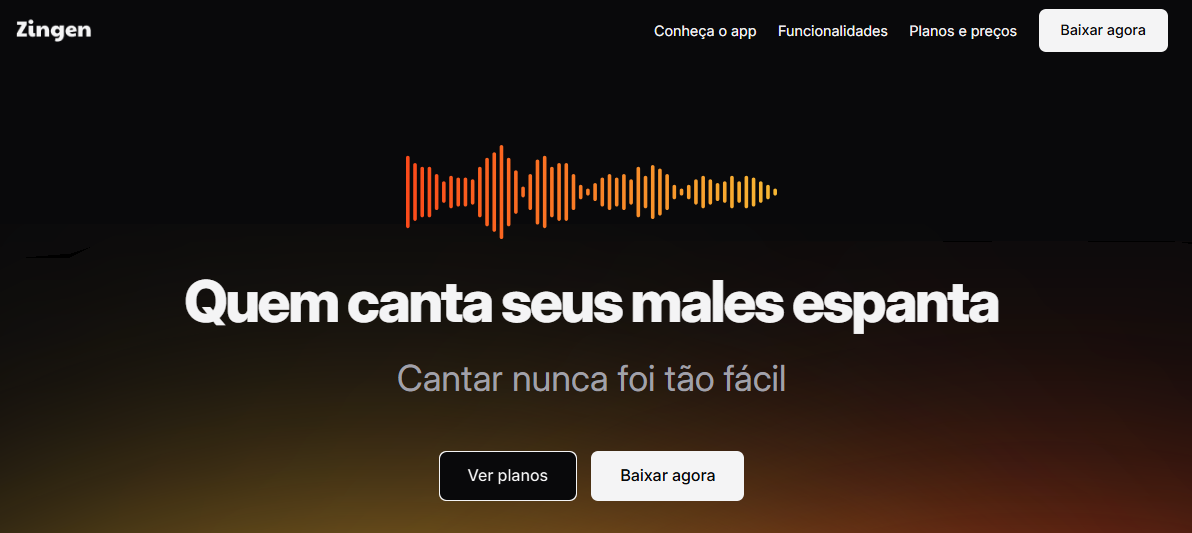 Zingen
Conheça o app
Funcionalidades
Planos e preços
Baixar agora
Quem canta seus males espanta
Cantar nunca foi tão fácil
Ver planos
Baixar agora